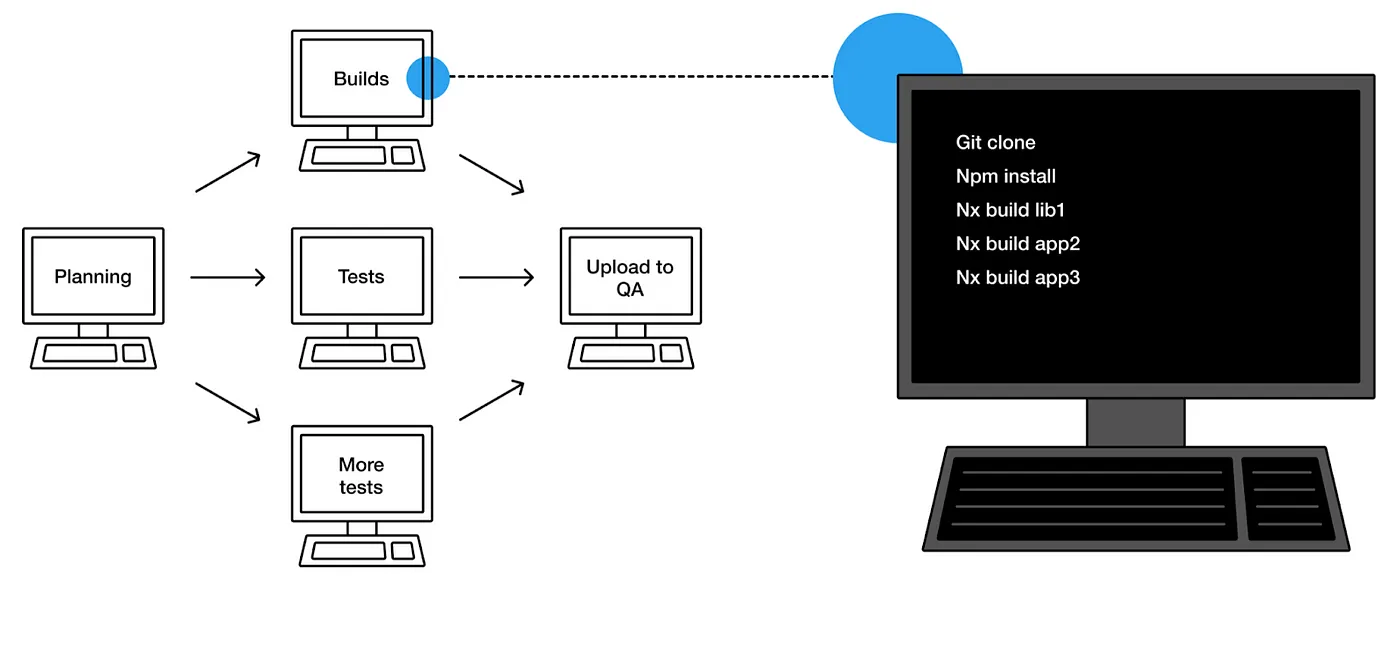 Builds
Planning
Tests
Upload to
QA
More
tests
Git clone
Npm install
Nx build lib1
Nx build app2
Nx build app3